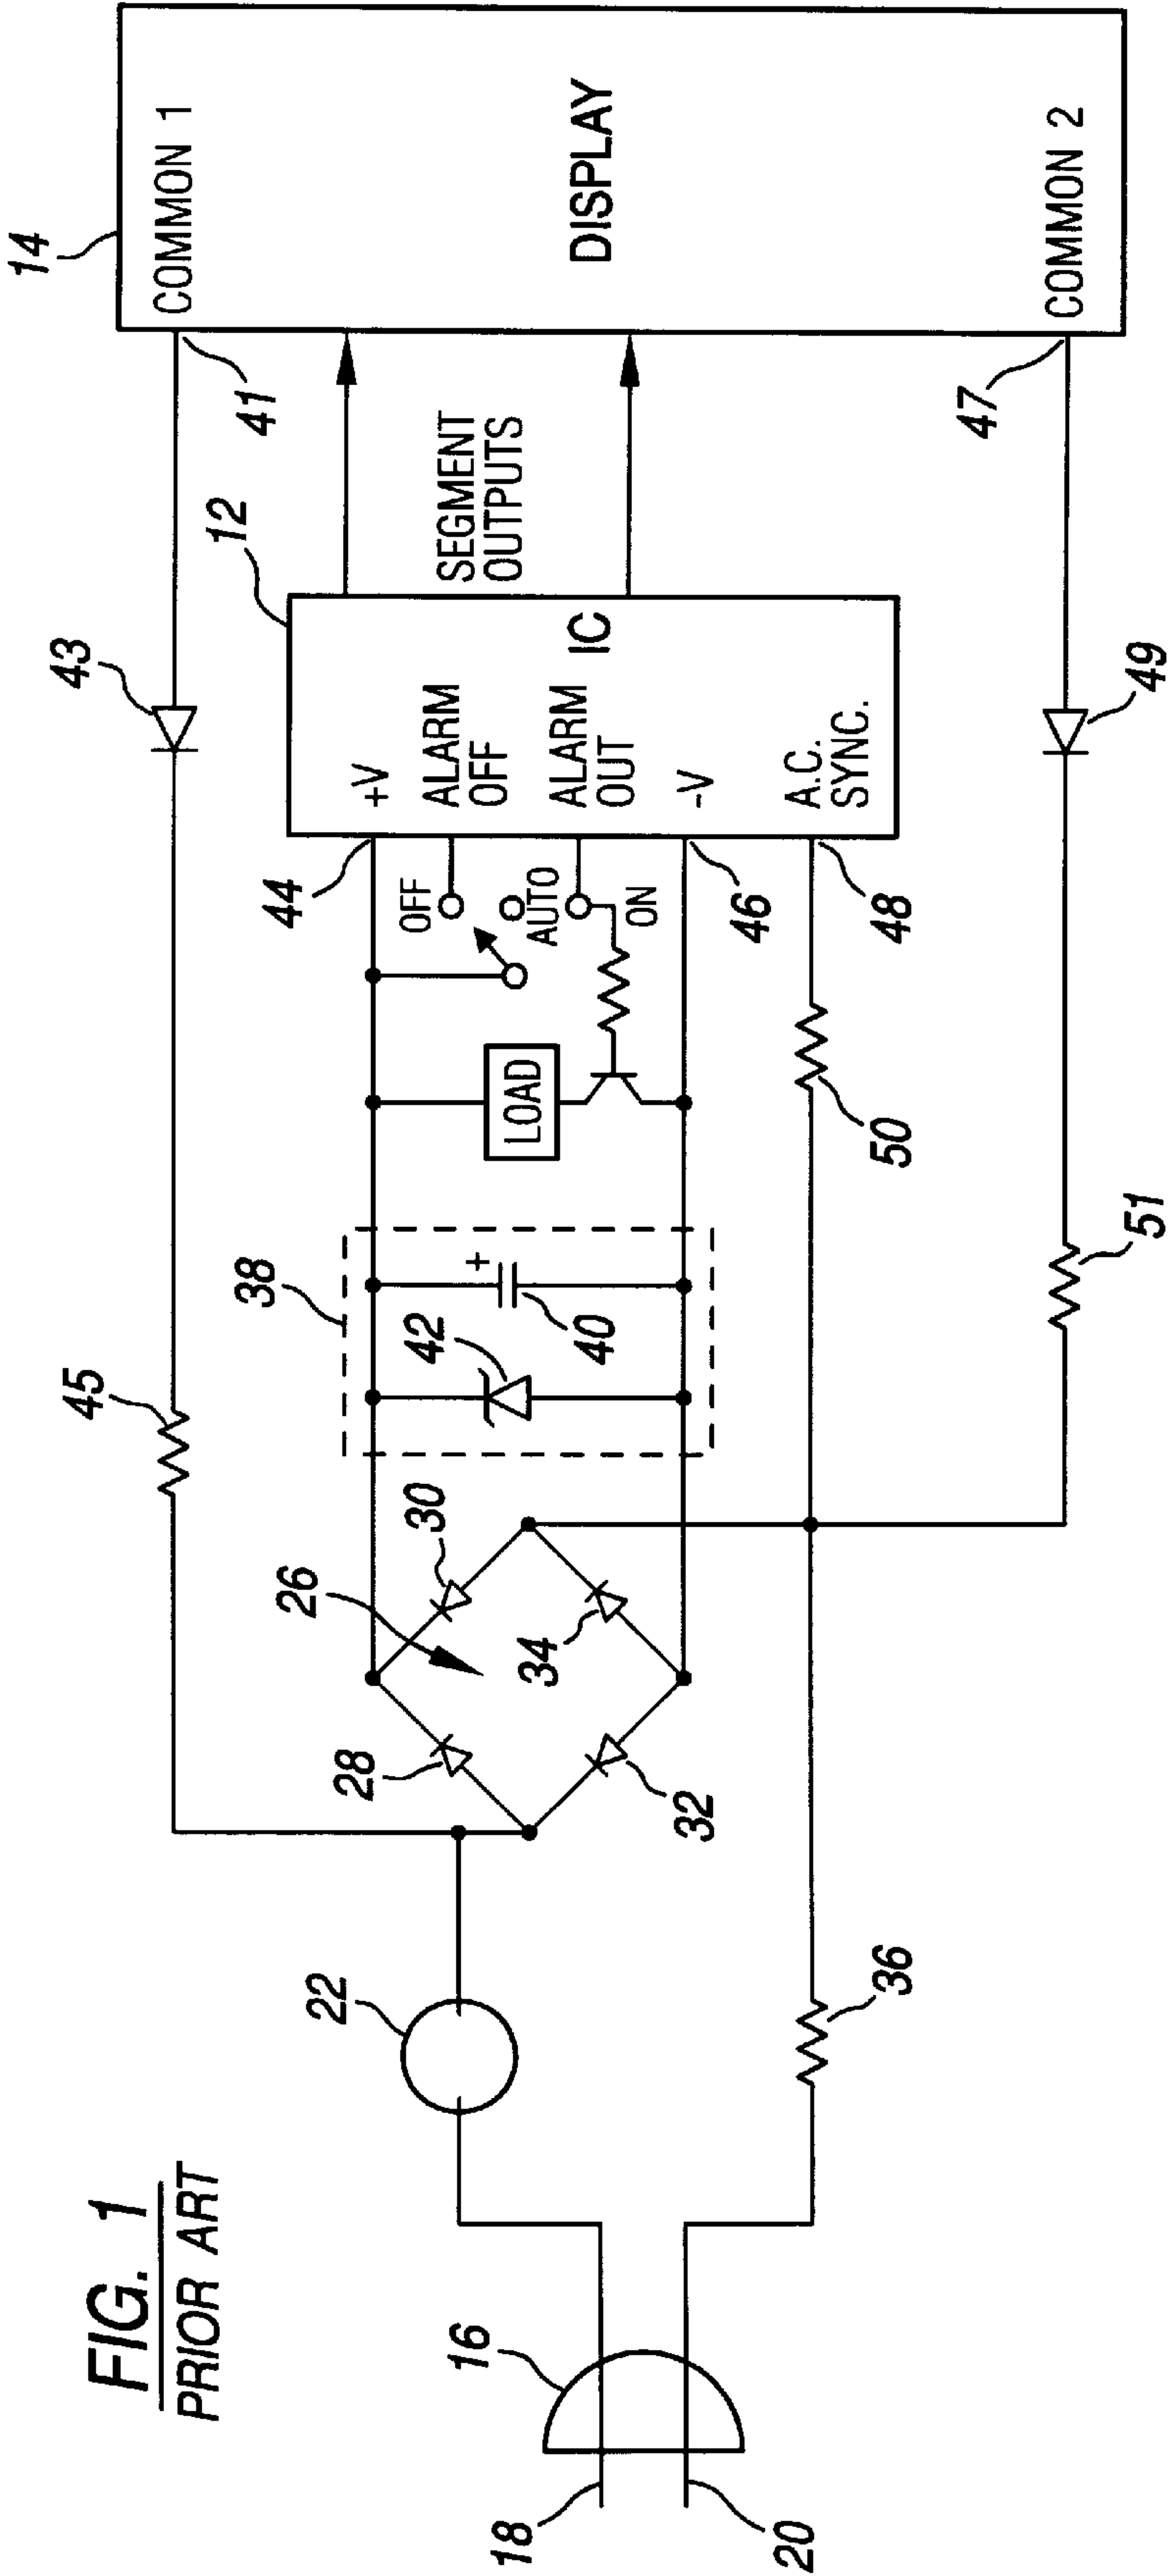 FIG. 1
PRIOR ART
14
COMMON 1
DISPLAY
COMMON 2
41
47
43
49
45
51
12
SEGMENT
OUTPUTS
IC
+V
ALARM
OFF
ALARM
OUT
-V
A.C.
SYNC.
44
46
48
OFF
AUTO
ON
LOAD
50
38
+
42
40
30
26
34
28
32
22
36
16
18
20